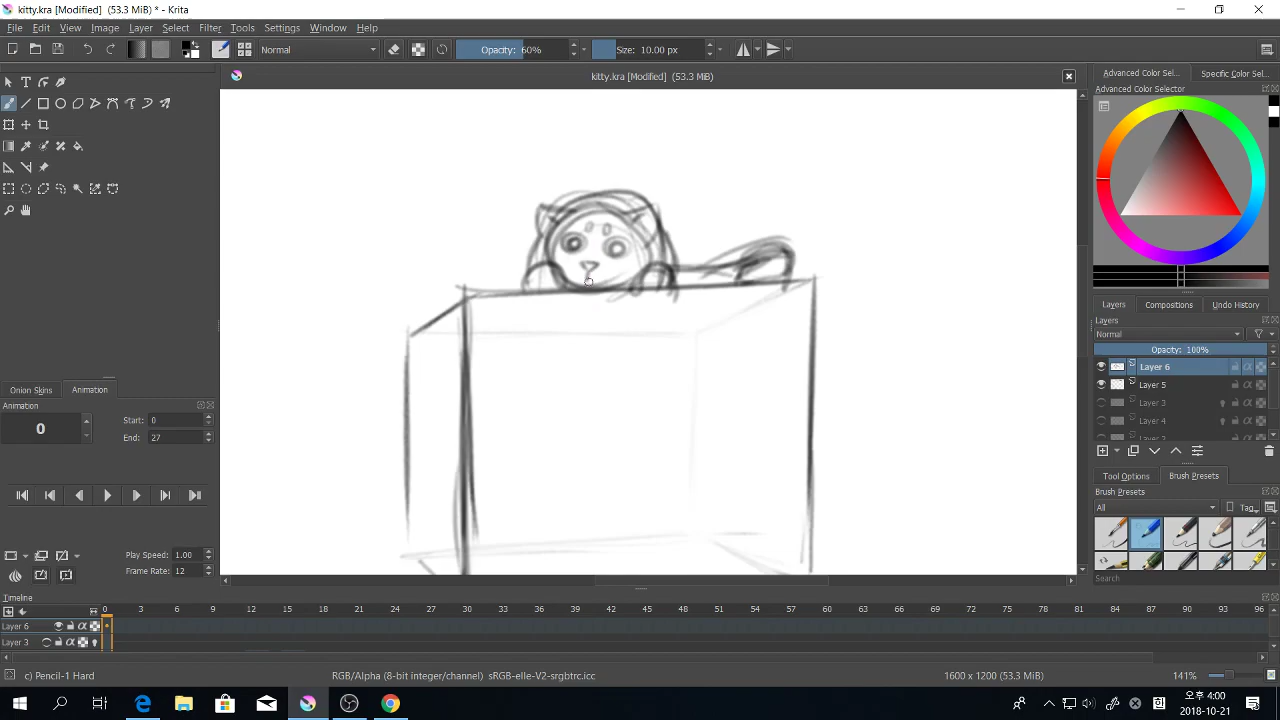 kitty.kra [Modified] (53.3 MiB) * - Krita
File Edit View Image Layer Select Filter Tools Settings Window Help
Normal Opacity: 60% Size: 10.00 px
kitty.kra [Modified] (53.3 MiB)
Advanced Color Sel... Specific Color Sel...
Advanced Color Selector
Layers Compositions Undo History
Layers
Normal
Opacity: 100%
Layer 6
Layer 5
Layer 3
Layer 4
Onion Skins Animation
Animation
0
Start: 0
End: 27
Tool Options Brush Presets
Brush Presets
All Tag
Play Speed: 1.00
Frame Rate: 12
Search
Timeline
0 3 6 9 12 15 18 21 24 27 30 33 36 39 42 45 48 51 54 57 60 63 66 69 72 75 78 81 84 87 90 93 96
Layer 6
Layer 3
c) Pencil-1 Hard
RGB/Alpha (8-bit integer/channel) sRGB-elle-V2-srgbtrc.icc
1600 x 1200 (53.3 MiB)
141%
오후 4:00
2018-10-21